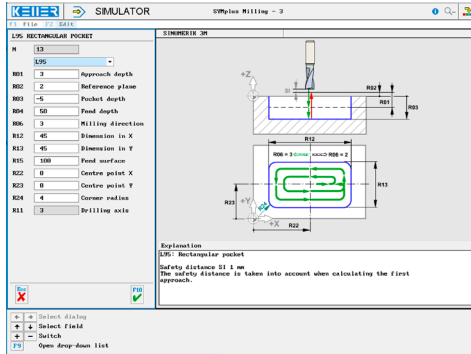 KELLER SIMULATOR SYMplus Milling - 3
F1 File F2 Edit
L95 RECTANGULAR POCKET
M 13
L95
R01 3 Approach depth
R02 2 Reference plane
R03 -5 Pocket depth
R04 50 Feed depth
R06 3 Milling direction
R12 45 Dimension in X
R13 45 Dimension in Y
R15 100 Feed surface
R22 0 Centre point X
R23 0 Centre point Y
R24 4 Corner radius
R11 3 Drilling axis
Esc F10
SINUMERIK 3M
+Z
SI
R02
R01
R03
R12
R06 = 3 R06 = 2
R13
R23
+Y
R24
+X
R22
Explanation
L95: Rectangular pocket
Safety distance SI 1 mm
The safety distance is taken into account when calculating the first
approach.
Select dialog
Select field
+ - Switch
F9 Open drop-down list